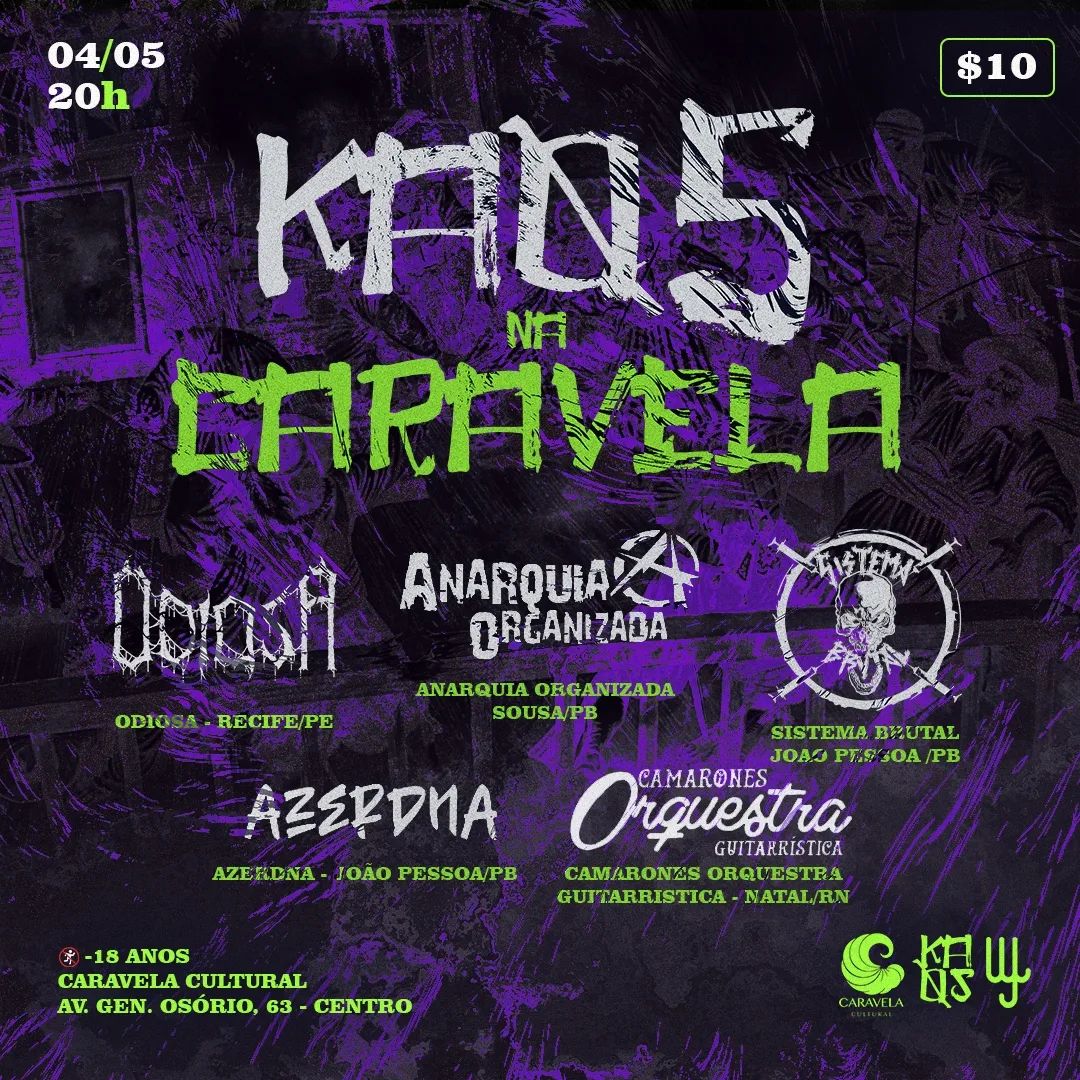 04/05
20h
$10
KAOS
NA
CARAVELA
ODIOSA
ODIOSA - RECIFE/PE
ANARQUIA
ORGANIZADA
ANARQUIA ORGANIZADA
SOUSA/PB
SISTEMA
BRUTAL
SISTEMA BRUTAL
JOAO PESSOA /PB
AZERDNA
AZERDNA - JOÃO PESSOA/PB
CAMARONES
Orquestra
GUITARRÍSTICA
CAMARONES ORQUESTRA
GUITARRISTICA - NATAL/RN
-18 ANOS
CARAVELA CULTURAL
AV. GEN. OSÓRIO, 63 - CENTRO
CARAVELA
CULTURAL
KA
OS